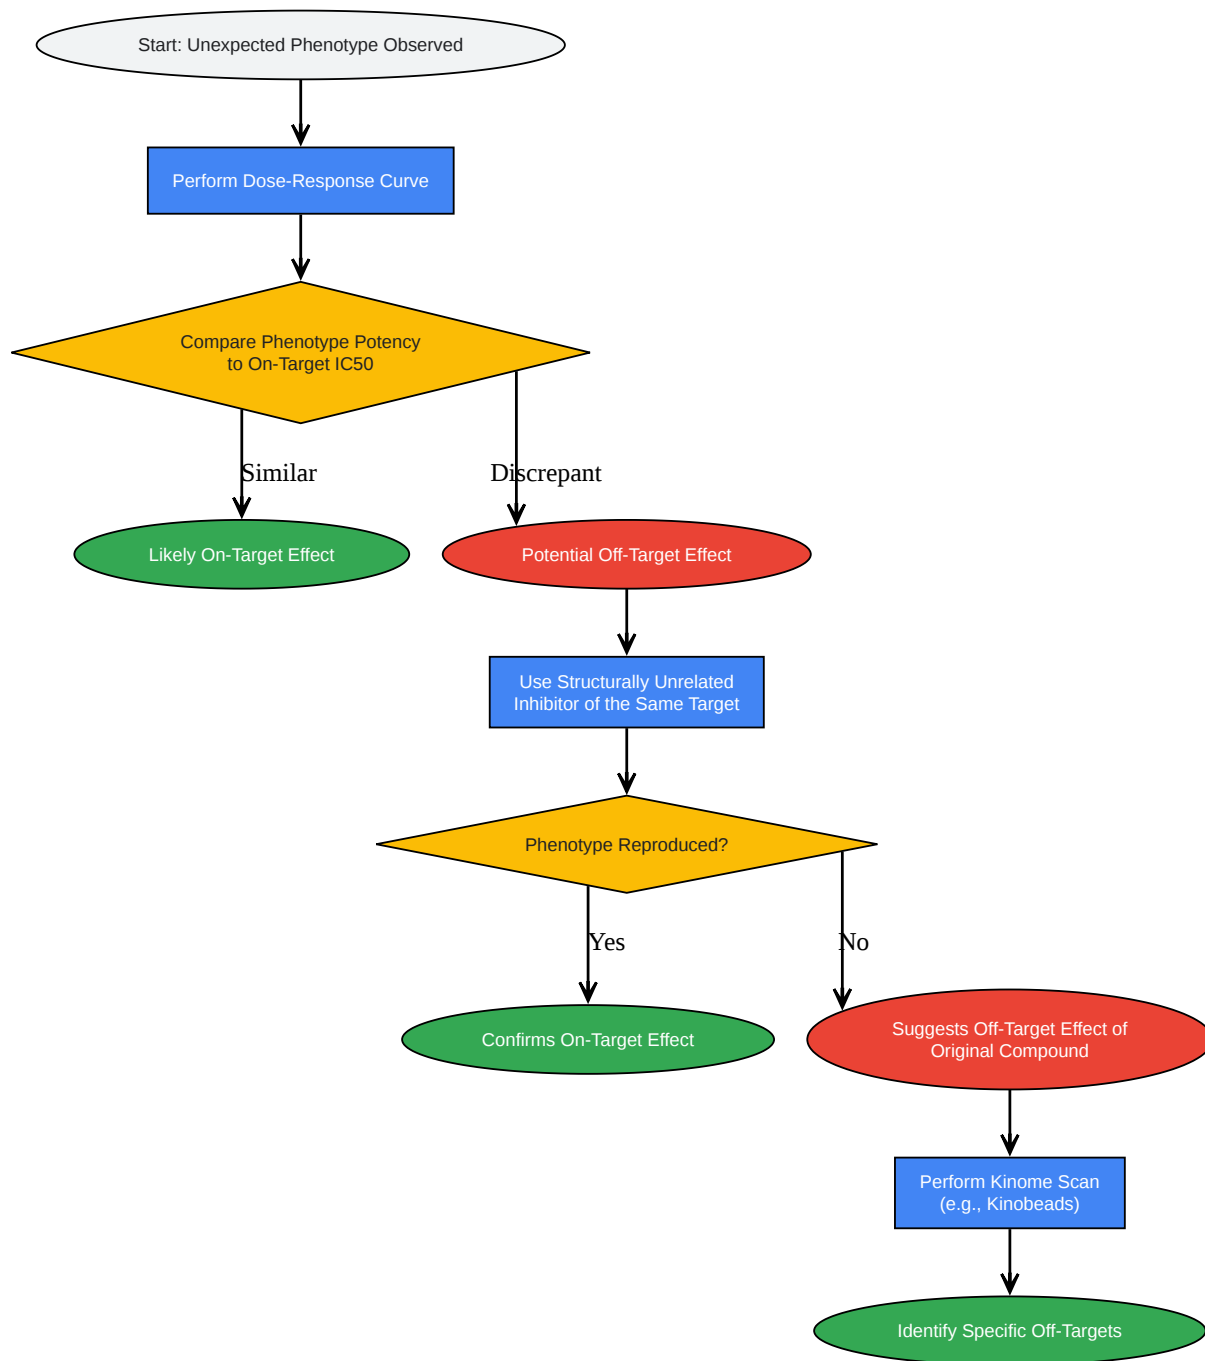 Start: Unexpected Phenotype Observed
Perform Dose-Response Curve
Compare Phenotype Potency
to On-Target IC50
Similar
Discrepant
Likely On-Target Effect
Potential Off-Target Effect
Use Structurally Unrelated
Inhibitor of the Same Target
Phenotype Reproduced?
Yes
No
Confirms On-Target Effect
Suggests Off-Target Effect of
Original Compound
Perform Kinome Scan
(e.g., Kinobeads)
Identify Specific Off-Targets